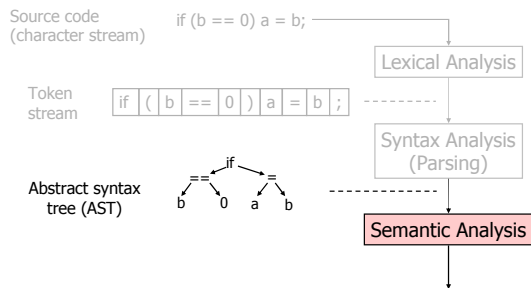 Source code
(character stream)
if (b == 0) a = b;
Lexical Analysis
Token
stream
if ( b == 0 ) a = b ;
Syntax Analysis
(Parsing)
if
== =
b 0 a b
Abstract syntax
tree (AST)
Semantic Analysis